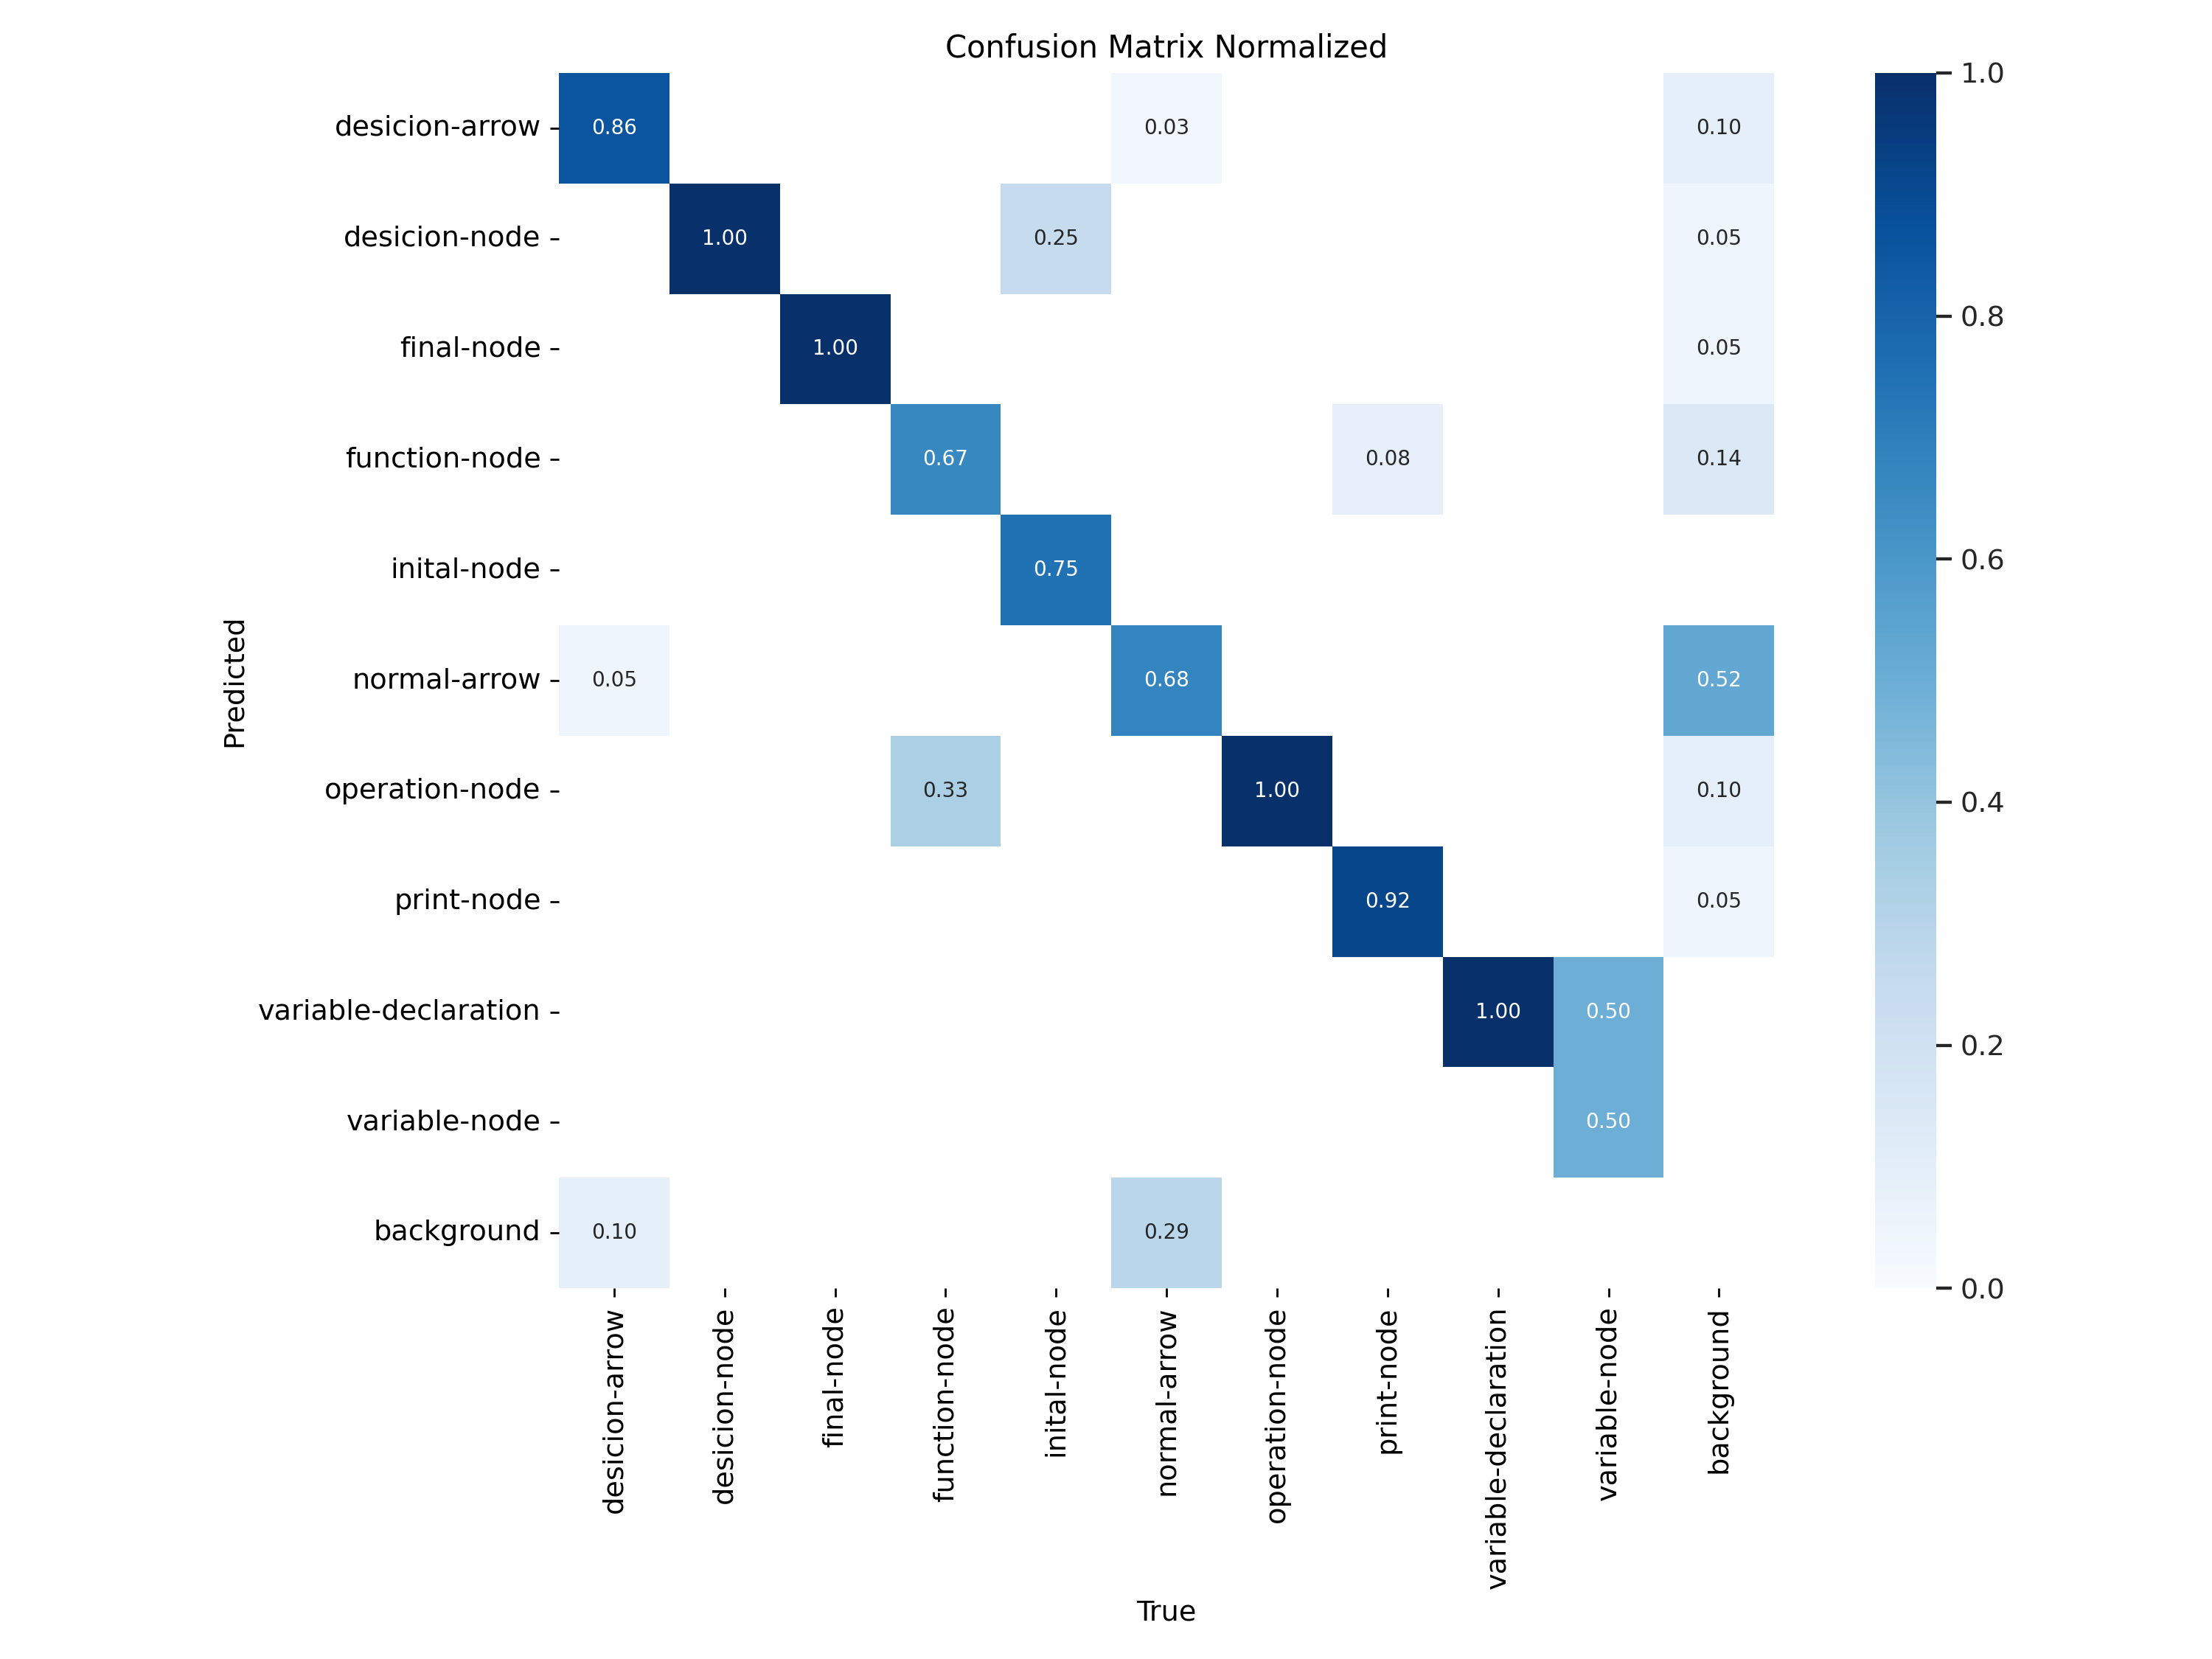 Confusion Matrix Normalized
desicion-arrow 0.86 0.03 0.10
desicion-node 1.00 0.25 0.05
final-node 1.00 0.05
function-node 0.67 0.08 0.14
inital-node 0.75
normal-arrow 0.05 0.68 0.52
operation-node 0.33 1.00 0.10
print-node 0.92 0.05
variable-declaration 1.00 0.50
variable-node 0.50
background 0.10 0.29
Predicted
desicion-arrow
desicion-node
final-node
function-node
inital-node
normal-arrow
operation-node
print-node
variable-declaration
variable-node
background
True
1.0
0.8
0.6
0.4
0.2
0.0